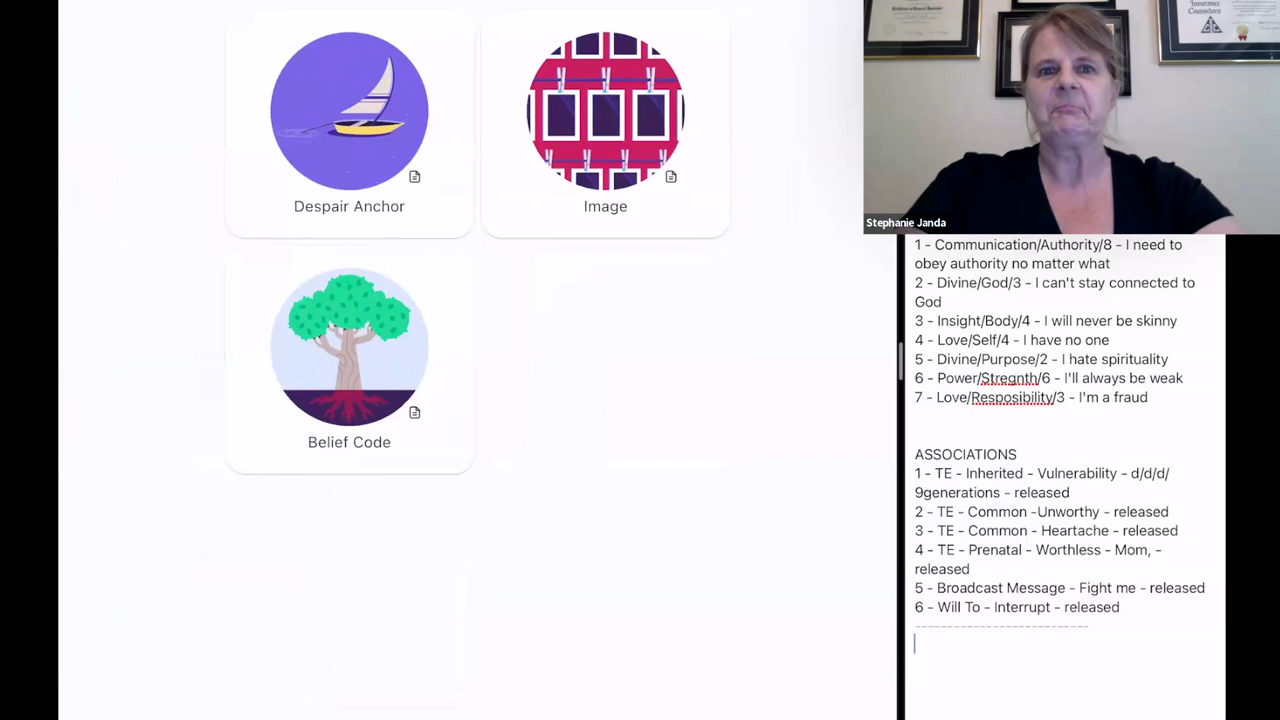 Despair Anchor
Image
Belief Code
Insurance
Counselors
Stephanie Janda
1 - Communication/Authority/8 - I need to
obey authority no matter what
2 - Divine/God/3 - I can't stay connected to
God
3 - Insight/Body/4 - I will never be skinny
4 - Love/Self/4 - I have no one
5 - Divine/Purpose/2 - I hate spirituality
6 - Power/Stregnth/6 - I'll always be weak
7 - Love/Resposibility/3 - I'm a fraud
ASSOCIATIONS
1 - TE - Inherited - Vulnerability - d/d/d/
9generations - released
2 - TE - Common -Unworthy - released
3 - TE - Common - Heartache - released
4 - TE - Prenatal - Worthless - Mom, -
released
5 - Broadcast Message - Fight me - released
6 - Will To - Interrupt - released
-----------------------------